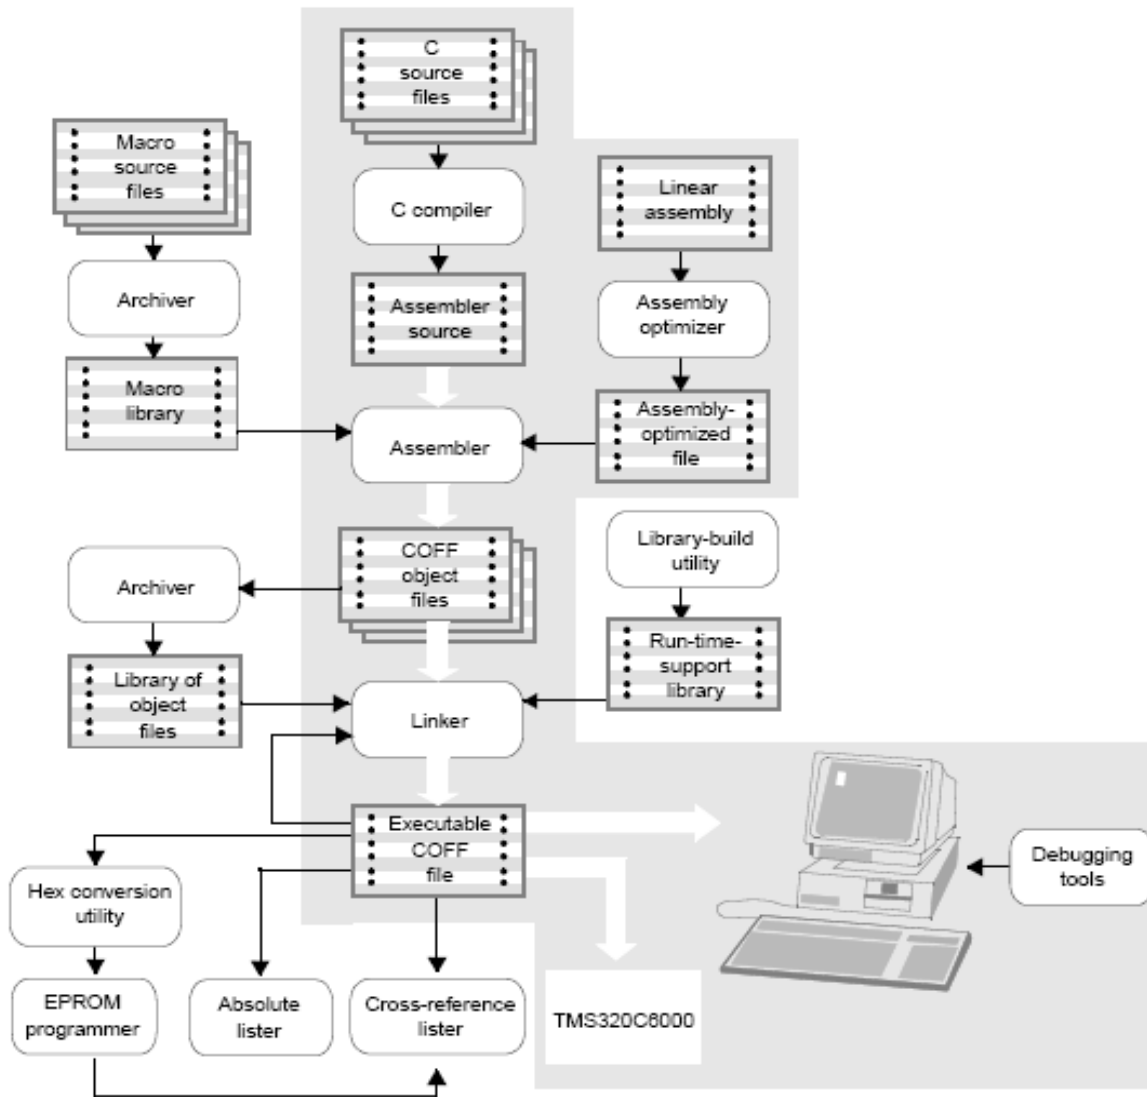 C
source
files
Macro
source
files
C compiler
Linear
assembly
Archiver
Assembler
source
Assembly
optimizer
Macro
library
Assembler
Assembly-
optimized
file
Archiver
COFF
object
files
Library-build
utility
Library of
object
files
Linker
Run-time-
support
library
Executable
COFF
file
Debugging
tools
Hex conversion
utility
EPROM
programmer
Absolute
lister
Cross-reference
lister
TMS320C6000